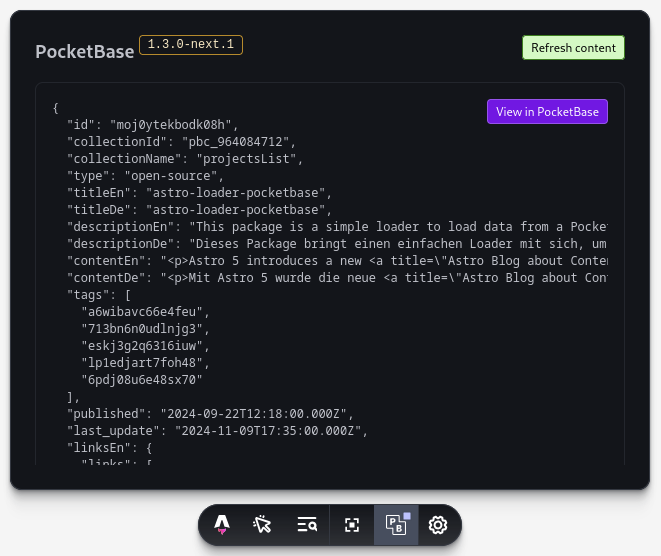 PocketBase 1.3.0-next.1 Refresh content
View in PocketBase
{
  "id": "moj0ytekbodk08h",
  "collectionId": "pbc_964084712",
  "collectionName": "projectsList",
  "type": "open-source",
  "titleEn": "astro-loader-pocketbase",
  "titleDe": "astro-loader-pocketbase",
  "descriptionEn": "This package is a simple loader to load data from a Pocke
  "descriptionDe": "Dieses Package bringt einen einfachen Loader mit sich, um
  "contentEn": "<p>Astro 5 introduces a new <a title=\"Astro Blog about Conte
  "contentDe": "<p>Mit Astro 5 wurde die neue <a title=\"Astro Blog about Con
  "tags": [
    "a6wibavc66e4feu",
    "713bn6n0udlnjg3",
    "eskj3g2q6316iuw",
    "lp1edjart7foh48",
    "6pdj08u6e48sx70"
  ],
  "published": "2024-09-22T12:18:00.000Z",
  "last_update": "2024-11-09T17:35:00.000Z",
  "linksEn": {
    "links": [
PB